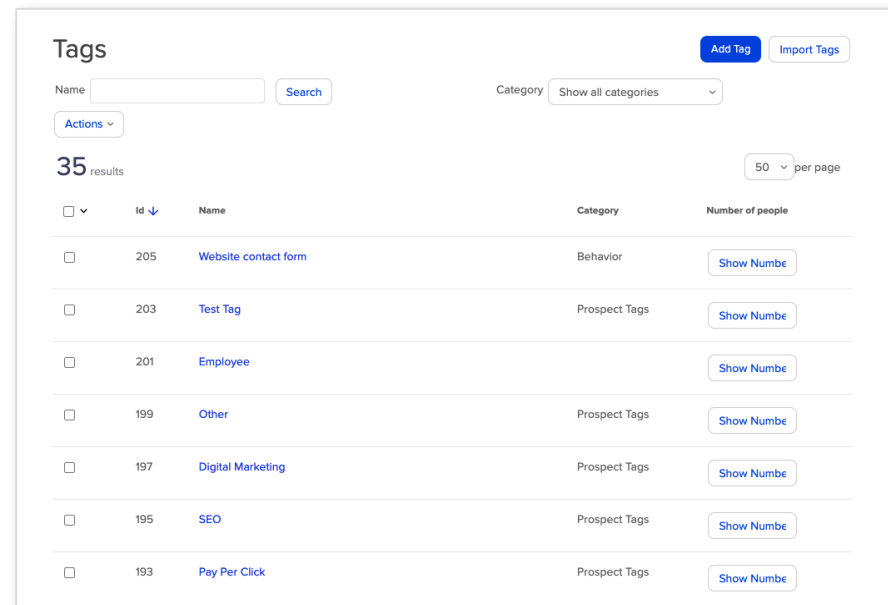 Tags
Add Tag Import Tags
Name Search Category Show all categories
Actions
35 results
50 per page
Id Name Category Number of people
205 Website contact form Behavior Show Numbe
203 Test Tag Prospect Tags Show Numbe
201 Employee Show Numbe
199 Other Prospect Tags Show Numbe
197 Digital Marketing Prospect Tags Show Numbe
195 SEO Prospect Tags Show Numbe
193 Pay Per Click Prospect Tags Show Numbe